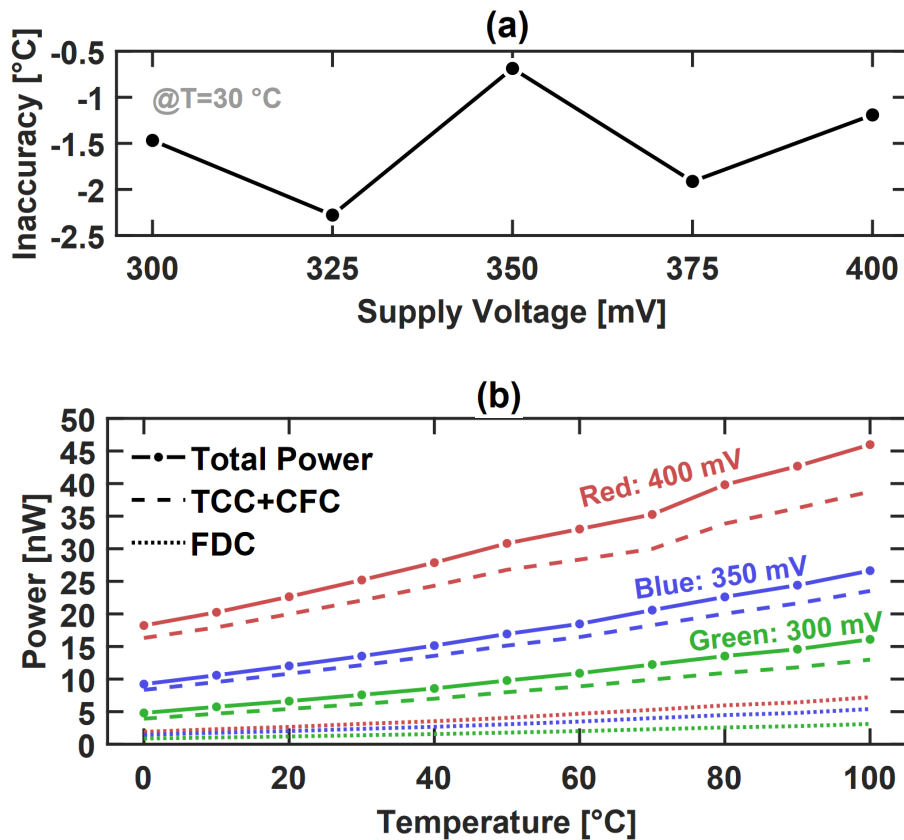 (a)
Inaccuracy [°C]
-0.5
-1
-1.5
-2
-2.5
@T=30 °C
300 325 350 375 400
Supply Voltage [mV]
(b)
Power [nW]
50
45
40
35
30
25
20
15
10
5
0
Total Power
TCC+CFC
FDC
Red: 400 mV
Blue: 350 mV
Green: 300 mV
0 20 40 60 80 100
Temperature [°C]